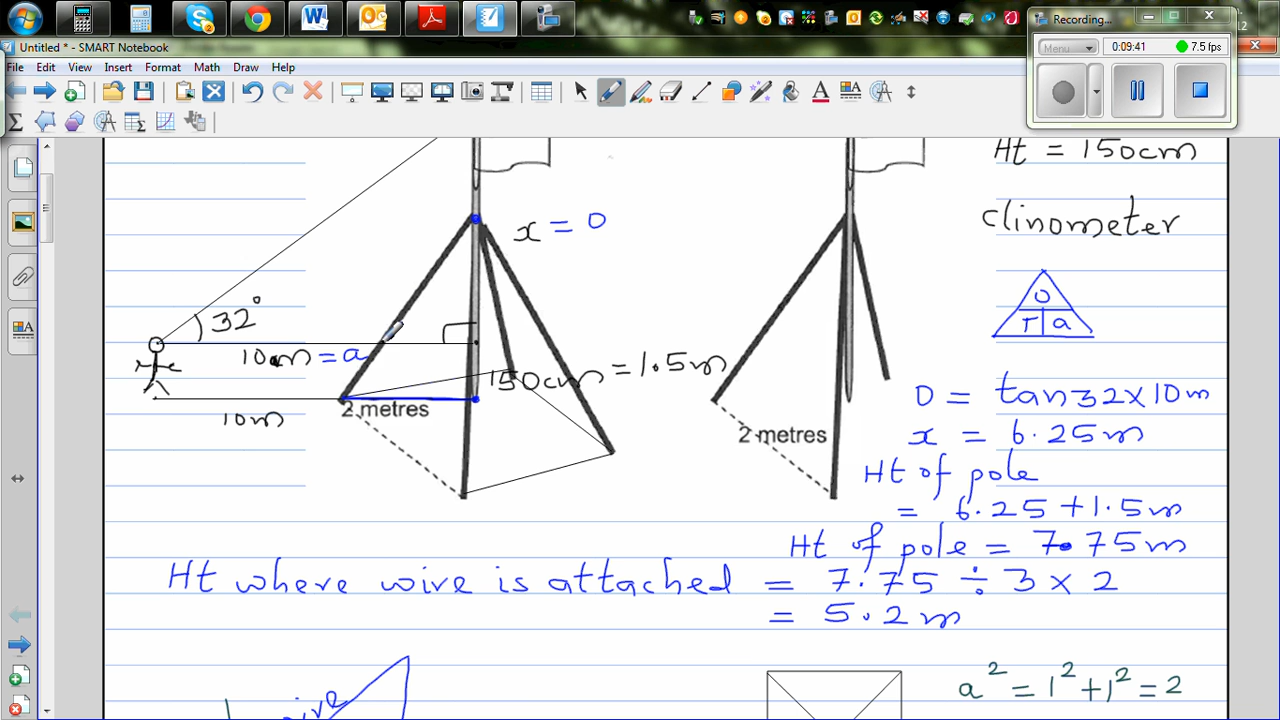 Untitled * - SMART Notebook
File Edit View Insert Format Math Draw Help
Recording...
Menu 0:09:41 7.5 fps
Ht = 150cm
clinometer
x = 0
32°
O
T a
10m = a
150cm = 1.5m
10m
2 metres
2 metres
O = tan32 x 10m
x = 6.25m
Ht of pole
= 6.25 + 1.5m
Ht of pole = 7.75m
Ht where wire is attached = 7.75 ÷ 3 x 2
= 5.2m
wire
a² = 1² + 1² = 2